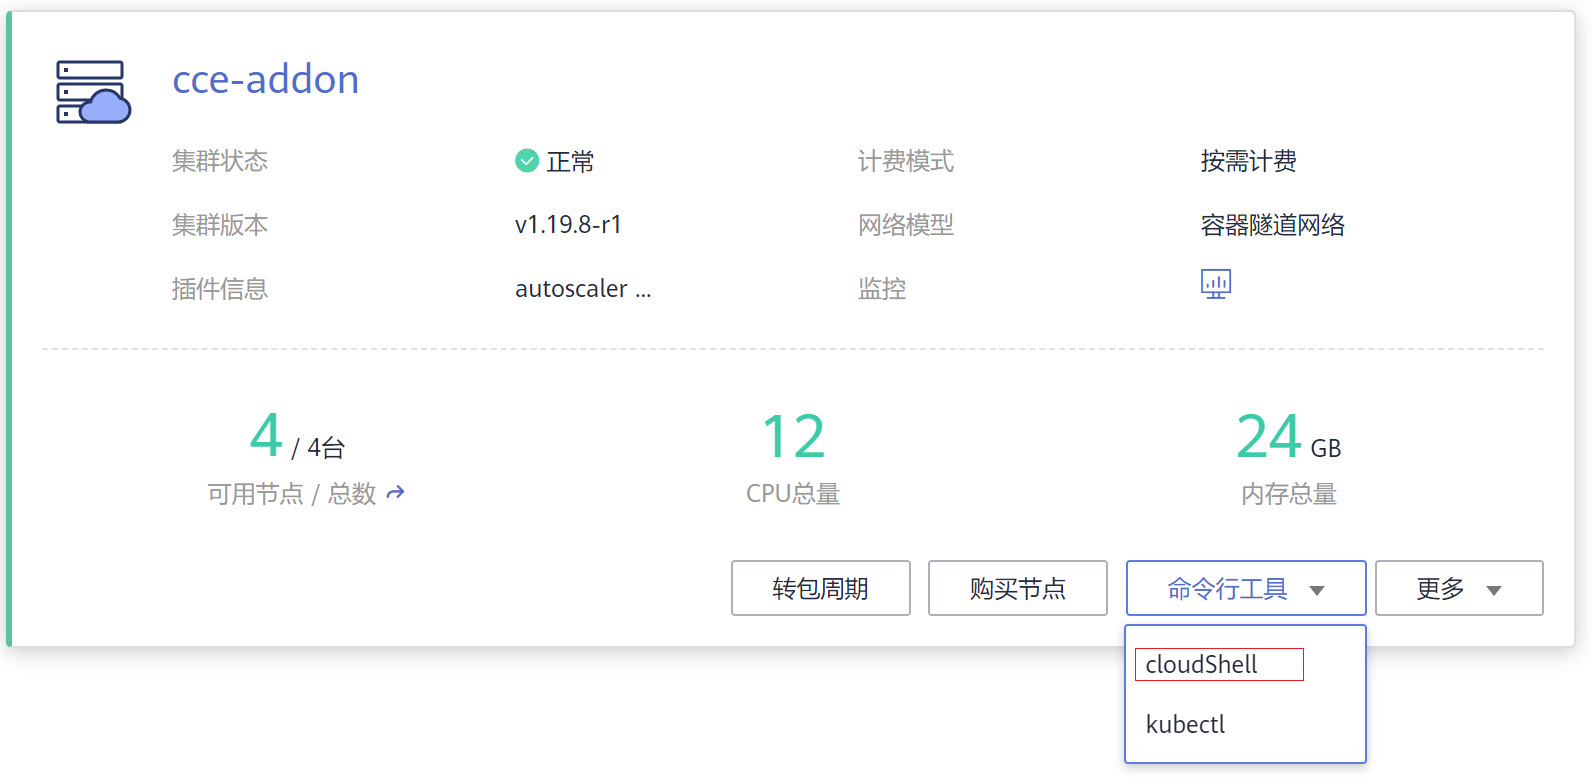 cce-addon
集群状态 正常 计费模式 按需计费
集群版本 v1.19.8-r1 网络模型 容器隧道网络
插件信息 autoscaler ... 监控
4 / 4台 12 24 GB
可用节点 / 总数 CPU总量 内存总量
转包周期 购买节点 命令行工具 更多
cloudShell
kubectl